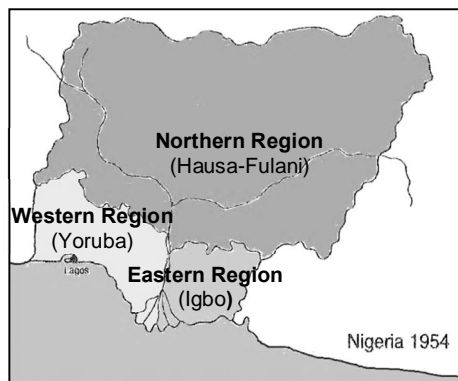 Northern Region
(Hausa-Fulani)
Western Region
(Yoruba)
Lagos
Eastern Region
(Igbo)
Nigeria 1954